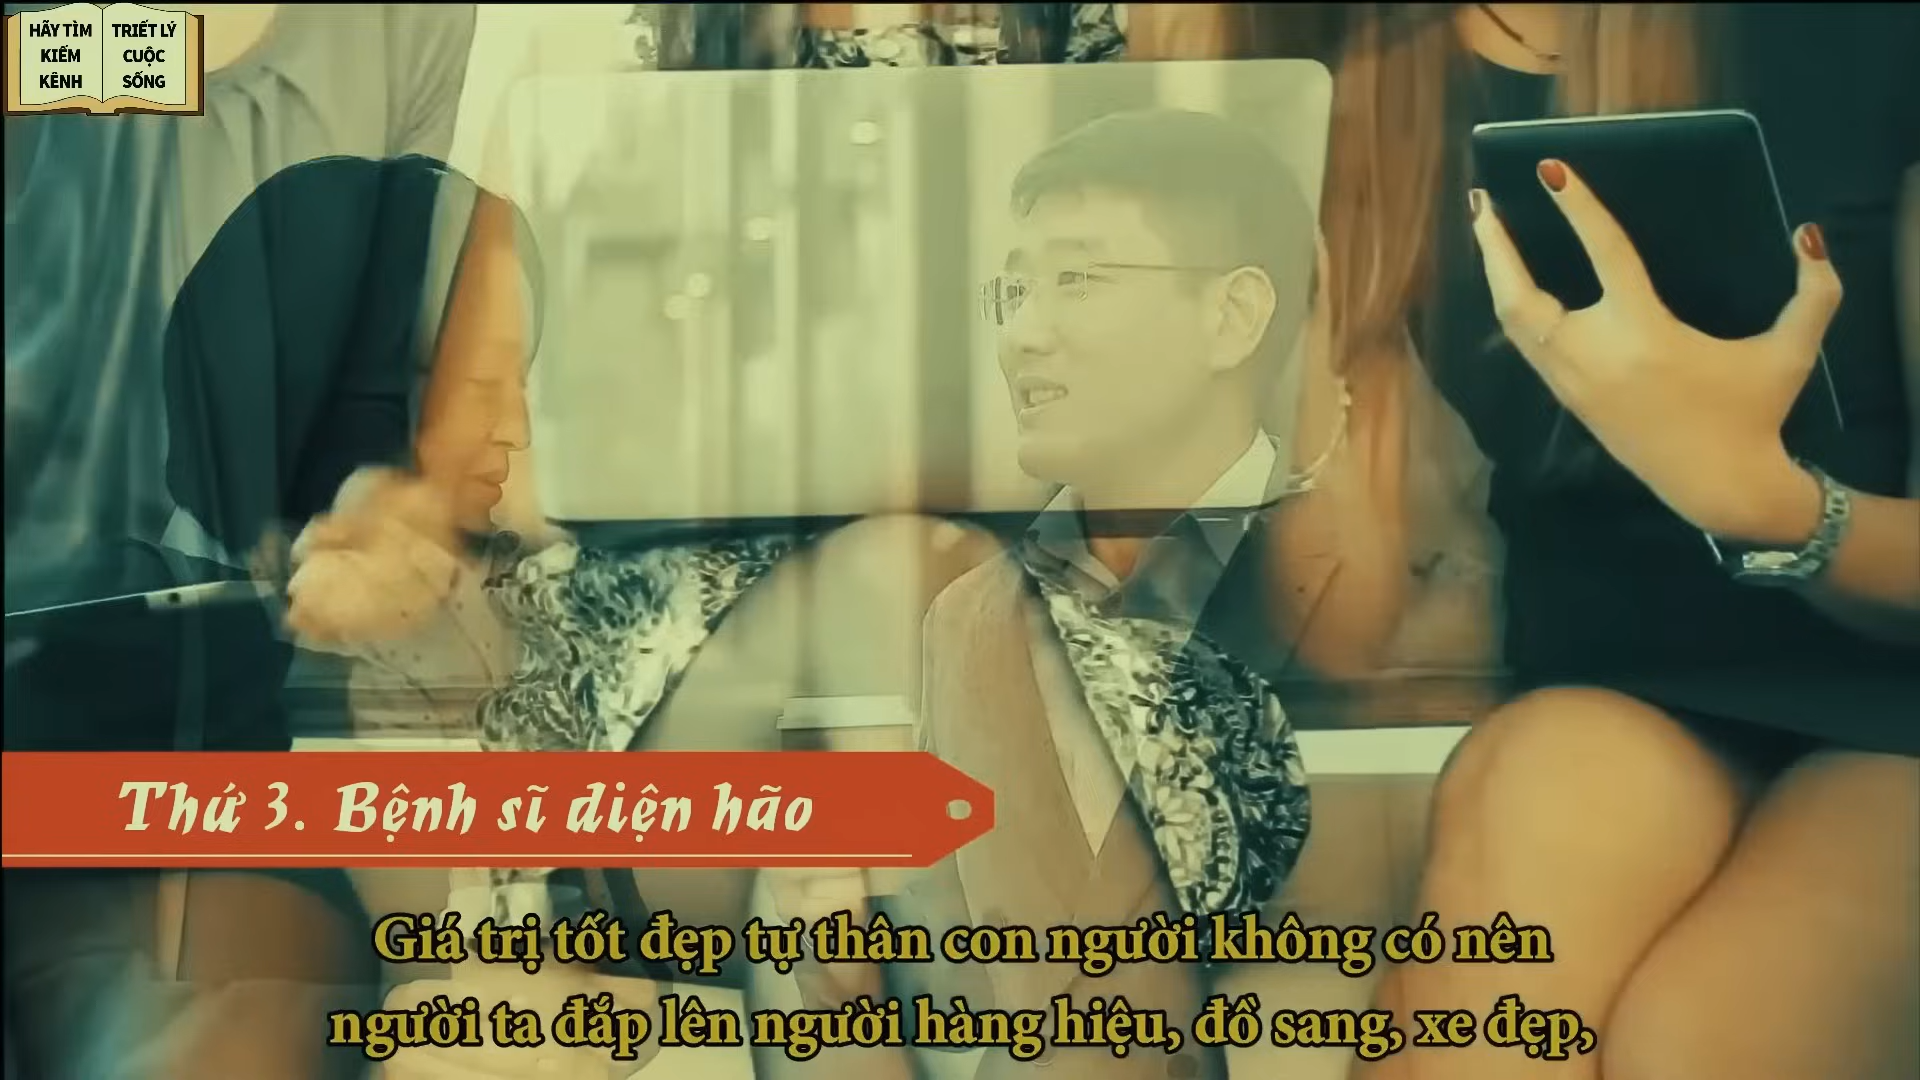 HÃY TÌM
KIẾM
KÊNH
TRIẾT LÝ
CUỘC
SỐNG
Thứ 3. Bệnh sĩ diện hão
Giá trị tốt đẹp tự thân con người không có nên
người ta đắp lên người hàng hiệu, đồ sang, xe đẹp,